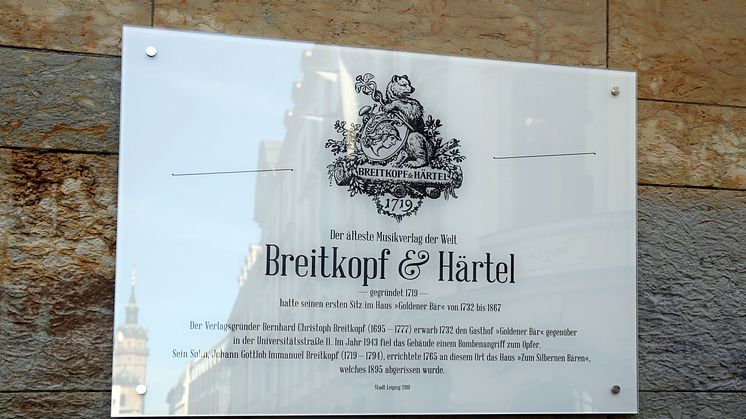 BREITKOPF & HÄRTEL
1719
Der älteste Musikverlag der Welt
Breitkopf & Härtel
— gegründet 1719 —
hatte seinen ersten Sitz im Haus »Goldener Bär« von 1732 bis 1867
Der Verlagsgründer Bernhard Christoph Breitkopf (1695 – 1777) erwarb 1732 den Gasthof »Goldener Bär« gegenüber
in der Universitätsstraße 11. Im Jahr 1943 fiel das Gebäude einem Bombenangriff zum Opfer.
Sein Sohn, Johann Gottlob Immanuel Breitkopf (1719 – 1794), errichtete 1765 an diesem Ort das Haus »Zum Silbernen Bären«,
welches 1895 abgerissen wurde.
Stadt Leipzig 2019